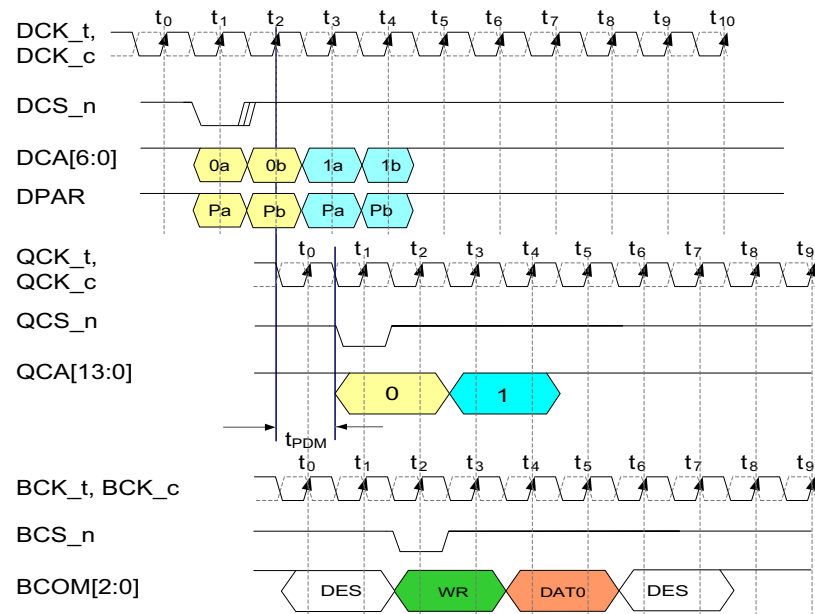 t0 t1 t2 t3 t4 t5 t6 t7 t8 t9 t10
DCK_t,
DCK_c
DCS_n
DCA[6:0] 0a 0b 1a 1b
DPAR Pa Pb Pa Pb
t0 t1 t2 t3 t4 t5 t6 t7 t8 t9
QCK_t,
QCK_c
QCS_n
QCA[13:0] 0 1
tPDM
t0 t1 t2 t3 t4 t5 t6 t7 t8 t9
BCK_t, BCK_c
BCS_n
BCOM[2:0] DES WR DAT0 DES